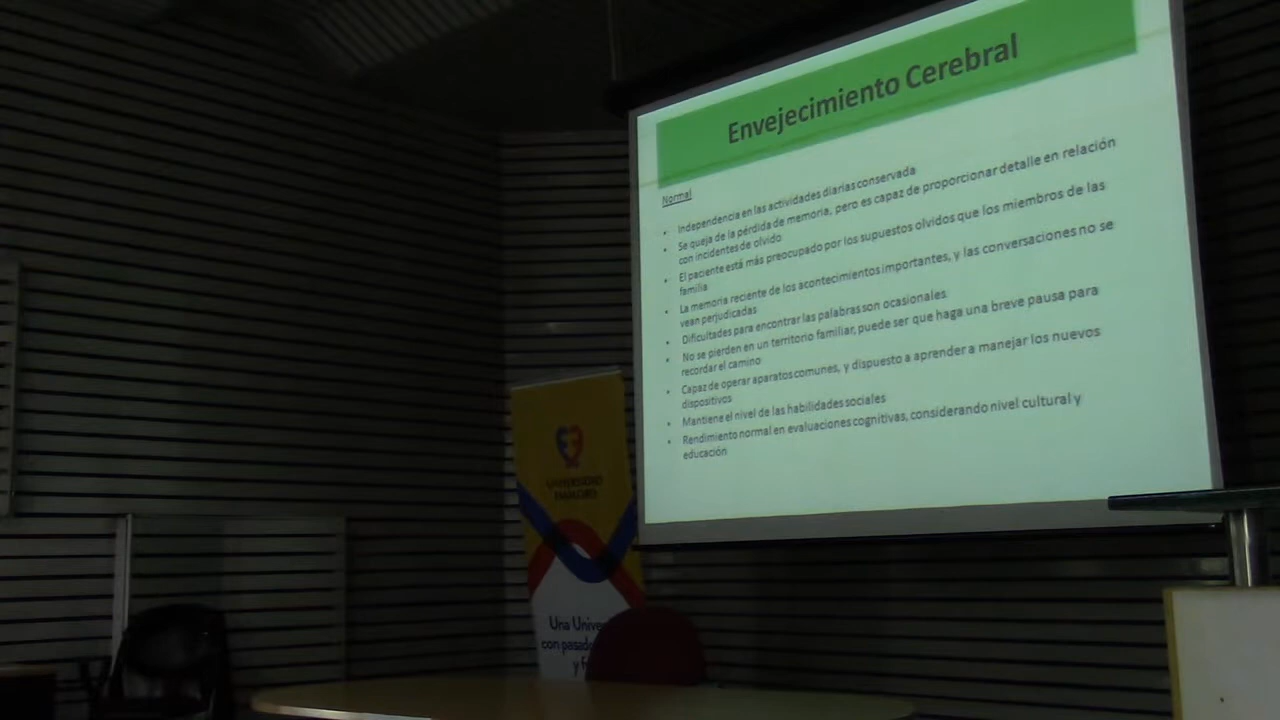 Envejecimiento Cerebral
Normal
• Independencia en las actividades diarias conservada
• Se queja de la pérdida de memoria, pero es capaz de proporcionar detalle en relación
con incidentes de olvido
• El paciente está más preocupado por los supuestos olvidos que los miembros de las
familia
• La memoria reciente de los acontecimientos importantes, y las conversaciones no se
vean perjudicadas
• Dificultades para encontrar las palabras son ocasionales
• No se pierden en un territorio familiar, puede ser que haga una breve pausa para
recordar el camino
• Capaz de operar aparatos comunes, y dispuesto a aprender a manejar los nuevos
dispositivos
• Mantiene el nivel de las habilidades sociales
• Rendimiento normal en evaluaciones cognitivas, considerando nivel cultural y
educación
UNIVERSIDAD
Una Unive
con pasad
y f